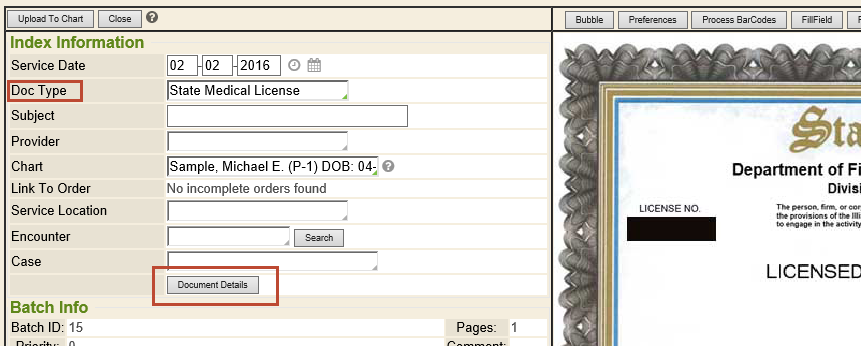 Upload To Chart Close ?
Bubble Preferences Process BarCodes FillField
Index Information
Service Date 02 - 02 - 2016
Doc Type State Medical License
Subject
Provider
Chart Sample, Michael E. (P-1) DOB: 04- ?
Link To Order No incomplete orders found
Service Location
Encounter Search
Case
Document Details
Batch Info
Batch ID: 15 Pages: 1
Priority: 0 Comment:
Sta
Department of Fi
Divisi
The person, firm, or cor
the provisions of the Illi
to engage in the activity
LICENSE NO.
LICENSED